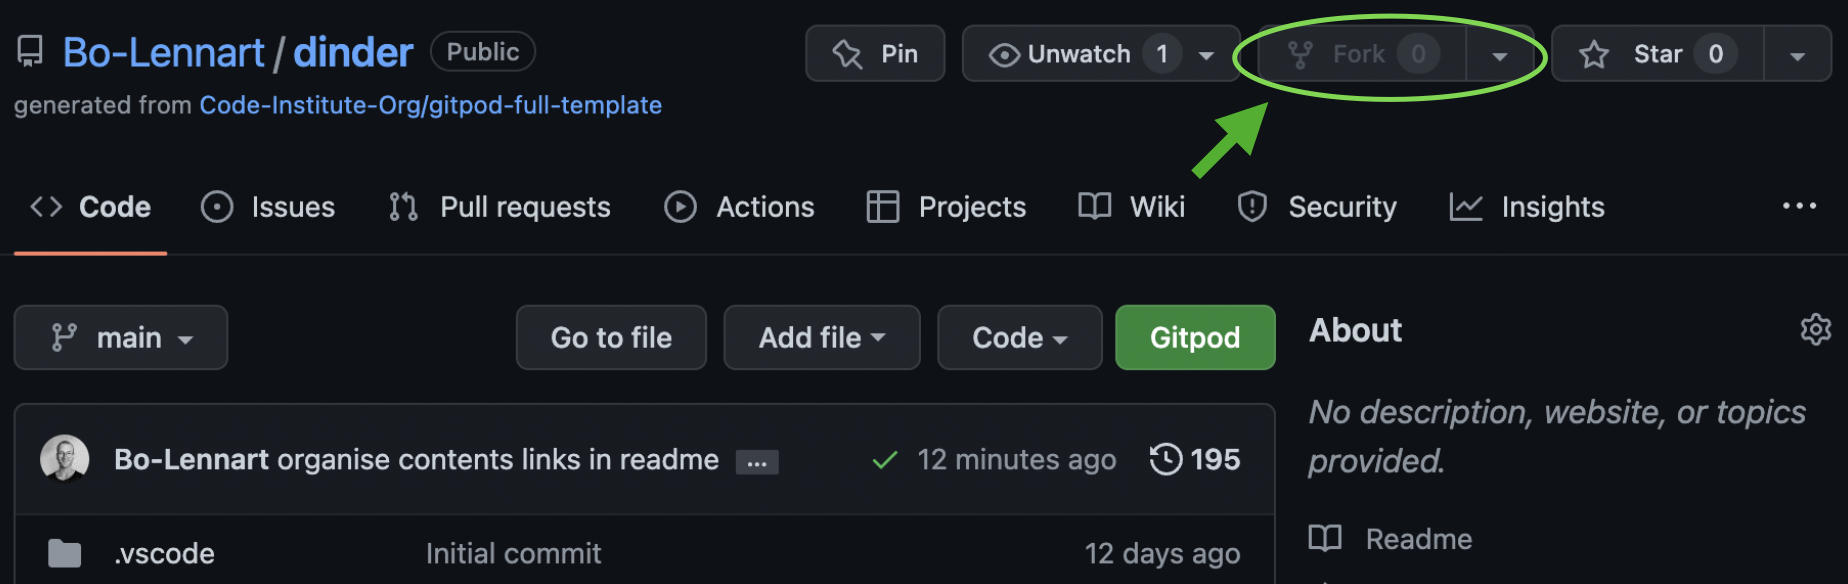 Bo-Lennart / dinder Public Pin Unwatch 1 Fork 0 Star 0
generated from Code-Institute-Org/gitpod-full-template
Code Issues Pull requests Actions Projects Wiki Security Insights ...
main Go to file Add file Code Gitpod About
No description, website, or topics
provided.
Bo-Lennart organise contents links in readme ... 12 minutes ago 195
Readme
.vscode Initial commit 12 days ago